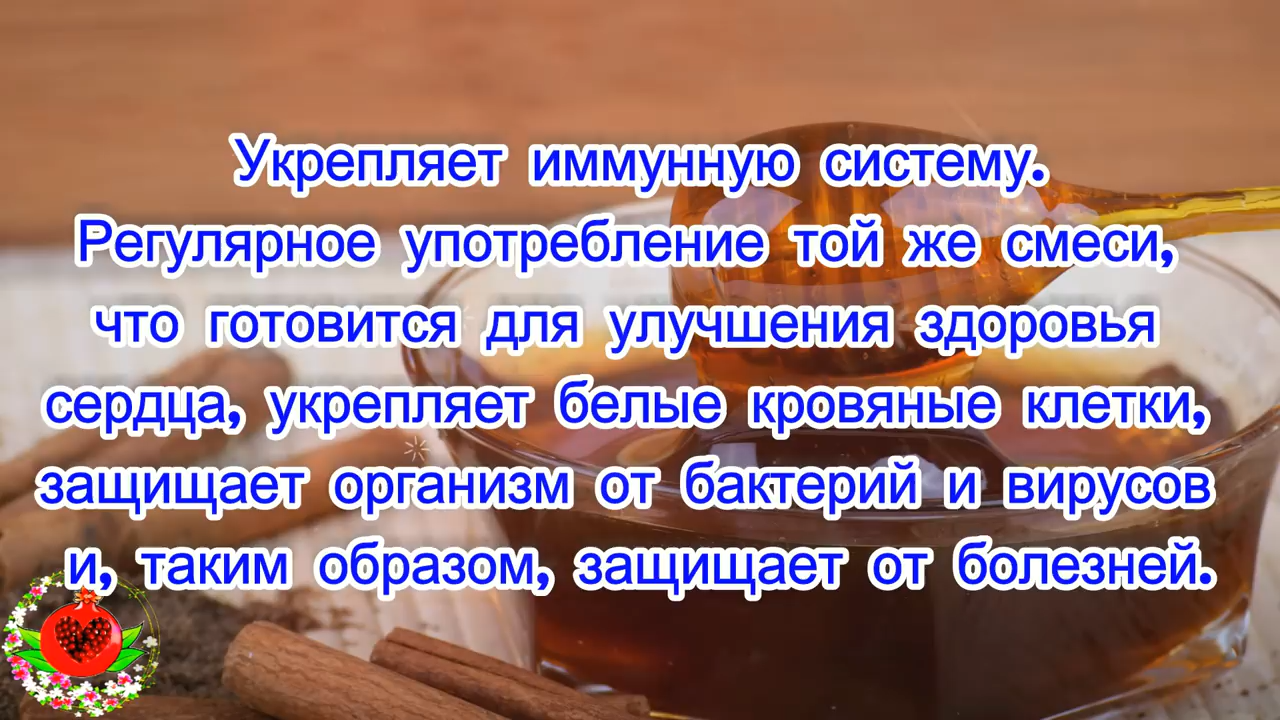 Укрепляет иммунную систему.
Регулярное употребление той же смеси,
что готовится для улучшения здоровья
сердца, укрепляет белые кровяные клетки,
защищает организм от бактерий и вирусов
и, таким образом, защищает от болезней.